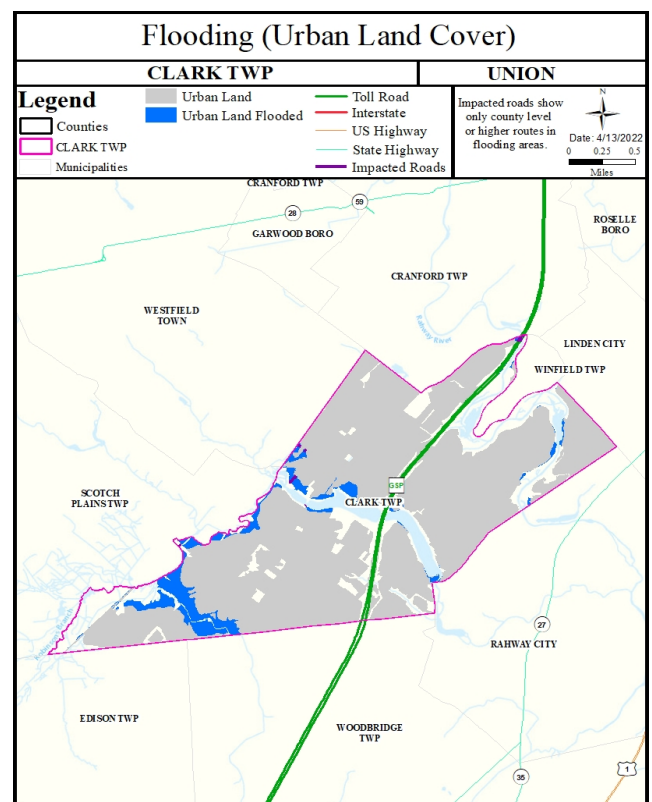 Flooding (Urban Land Cover)
CLARK TWP
UNION
Legend
Counties
CLARK TWP
Municipalities
Urban Land
Urban Land Flooded
Toll Road
Interstate
US Highway
State Highway
Impacted Roads
Impacted roads show
only county level
or higher routes in
flooding areas.
N
Date: 4/13/2022
0 0.25 0.5
Miles
CRANFORD TWP
59
28
GARWOOD BORO
ROSELLE
BORO
CRANFORD TWP
WESTFIELD
TOWN
Rahway River
LINDEN CITY
WINFIELD TWP
GSP
SCOTCH
PLAINS TWP
CLARK TWP
27
RAHWAY CITY
EDISON TWP
WOODBRIDGE
TWP
1
35